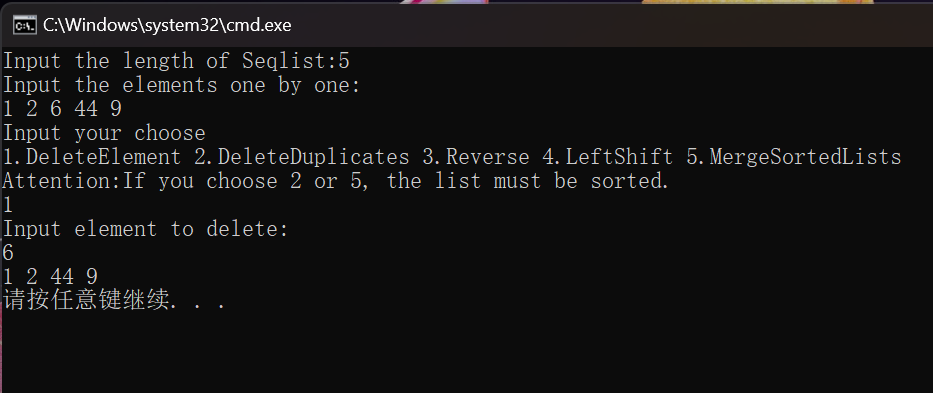 C:\Windows\system32\cmd.exe
Input the length of Seqlist:5
Input the elements one by one:
1 2 6 44 9
Input your choose
1.DeleteElement 2.DeleteDuplicates 3.Reverse 4.LeftShift 5.MergeSortedLists
Attention:If you choose 2 or 5, the list must be sorted.
1
Input element to delete:
6
1 2 44 9
请按任意键继续. . .